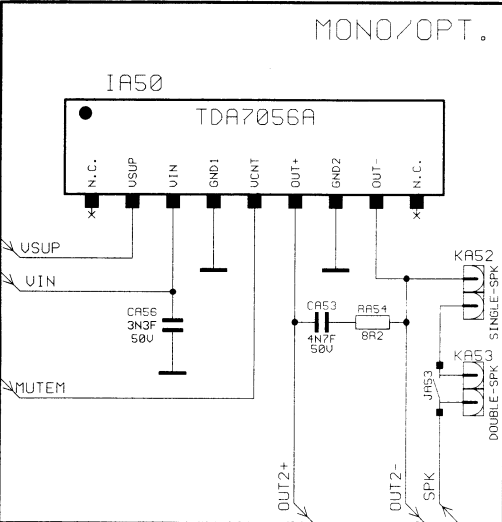 MONO/OPT.
IA50
TDA7056A
N.C.
VSUP
VIN
GND1
VCNT
OUT+
GND2
OUT-
N.C.
VSUP
VIN
MUTEM
CA56
3N3F
50V
CA53
4N7F
50V
RA54
8R2
KA52
SINGLE-SPK
KA53
DOUBLE-SPK
JA53
OUT2+
OUT2-
SPK